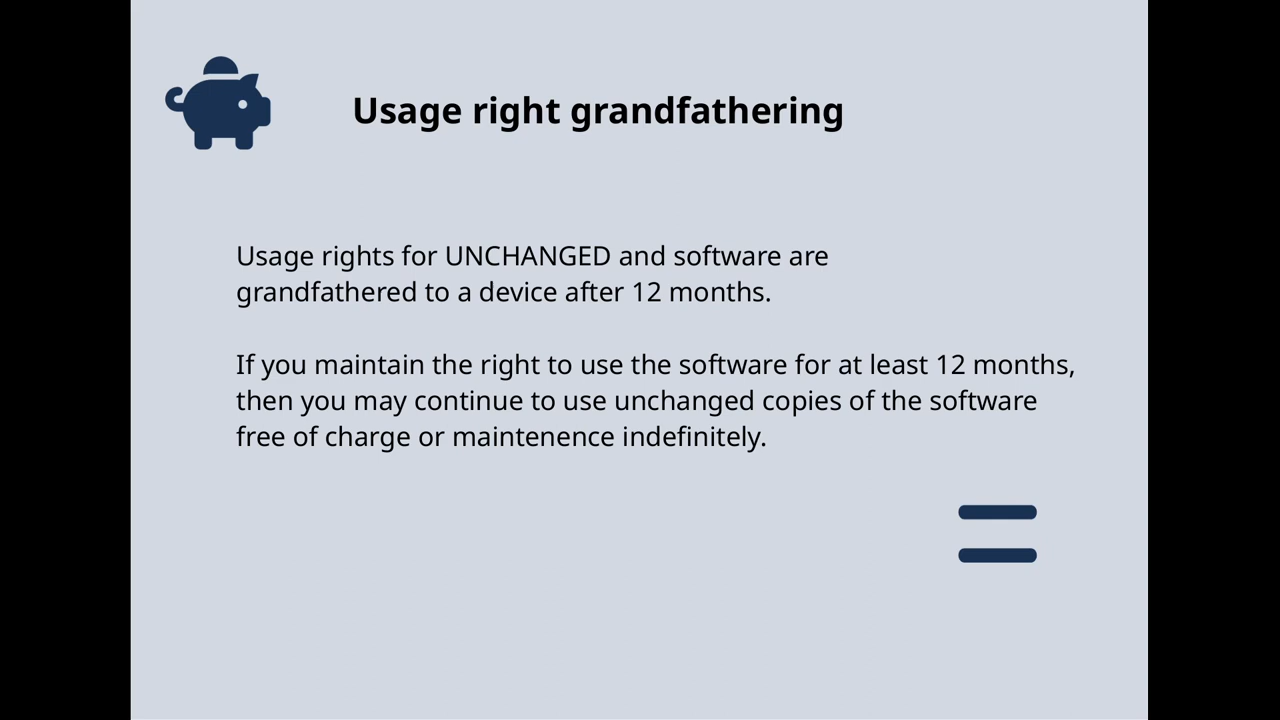 Usage right grandfathering
Usage rights for UNCHANGED and software are
grandfathered to a device after 12 months.
If you maintain the right to use the software for at least 12 months,
then you may continue to use unchanged copies of the software
free of charge or maintenence indefinitely.